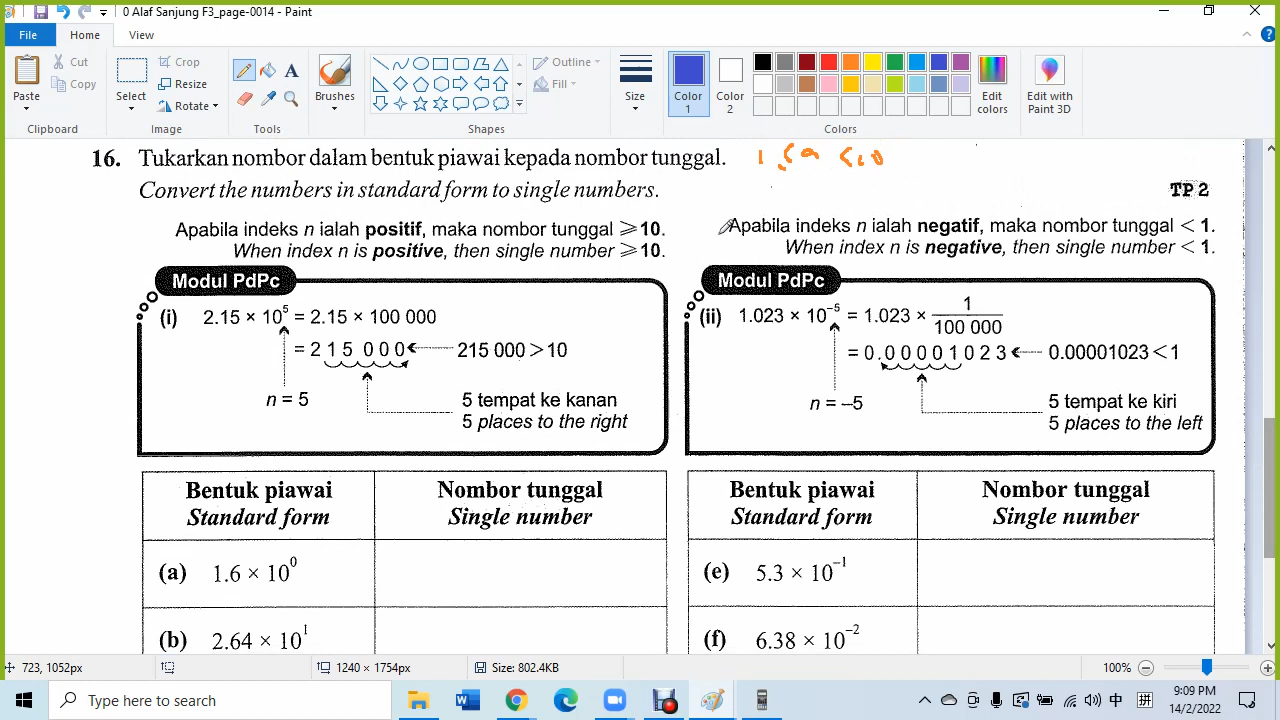 0 Alaf Sanjung F3_page-0014 - Paint
File Home View
Paste Cut Copy Clipboard
Select Crop Resize Rotate Image
Tools
Brushes
Outline Fill Shapes
Size
Color 1 Color 2 Colors
Edit colors
Edit with Paint 3D
16. Tukarkan nombor dalam bentuk piawai kepada nombor tunggal. 1 ≤ a < 10
Convert the numbers in standard form to single numbers.
TP 2
Apabila indeks n ialah positif, maka nombor tunggal ⩾ 10.
When index n is positive, then single number ⩾ 10.
Modul PdPc
(i) 2.15 × 10⁵ = 2.15 × 100 000
= 2 1 5 0 0 0 215 000 > 10
n = 5
5 tempat ke kanan
5 places to the right
Apabila indeks n ialah negatif, maka nombor tunggal < 1.
When index n is negative, then single number < 1.
Modul PdPc
(ii) 1.023 × 10⁻⁵ = 1.023 × 1/100 000
= 0.0 0 0 0 1 0 2 3 0.00001023 < 1
n = –5
5 tempat ke kiri
5 places to the left
Bentuk piawai Nombor tunggal
Standard form Single number
(a) 1.6 × 10⁰
(b) 2.64 × 10¹
Bentuk piawai Nombor tunggal
Standard form Single number
(e) 5.3 × 10⁻¹
(f) 6.38 × 10⁻²
723, 1052px 1240 × 1754px Size: 802.4KB 100%
Type here to search
中 拼 9:09 PM
14/2/2022